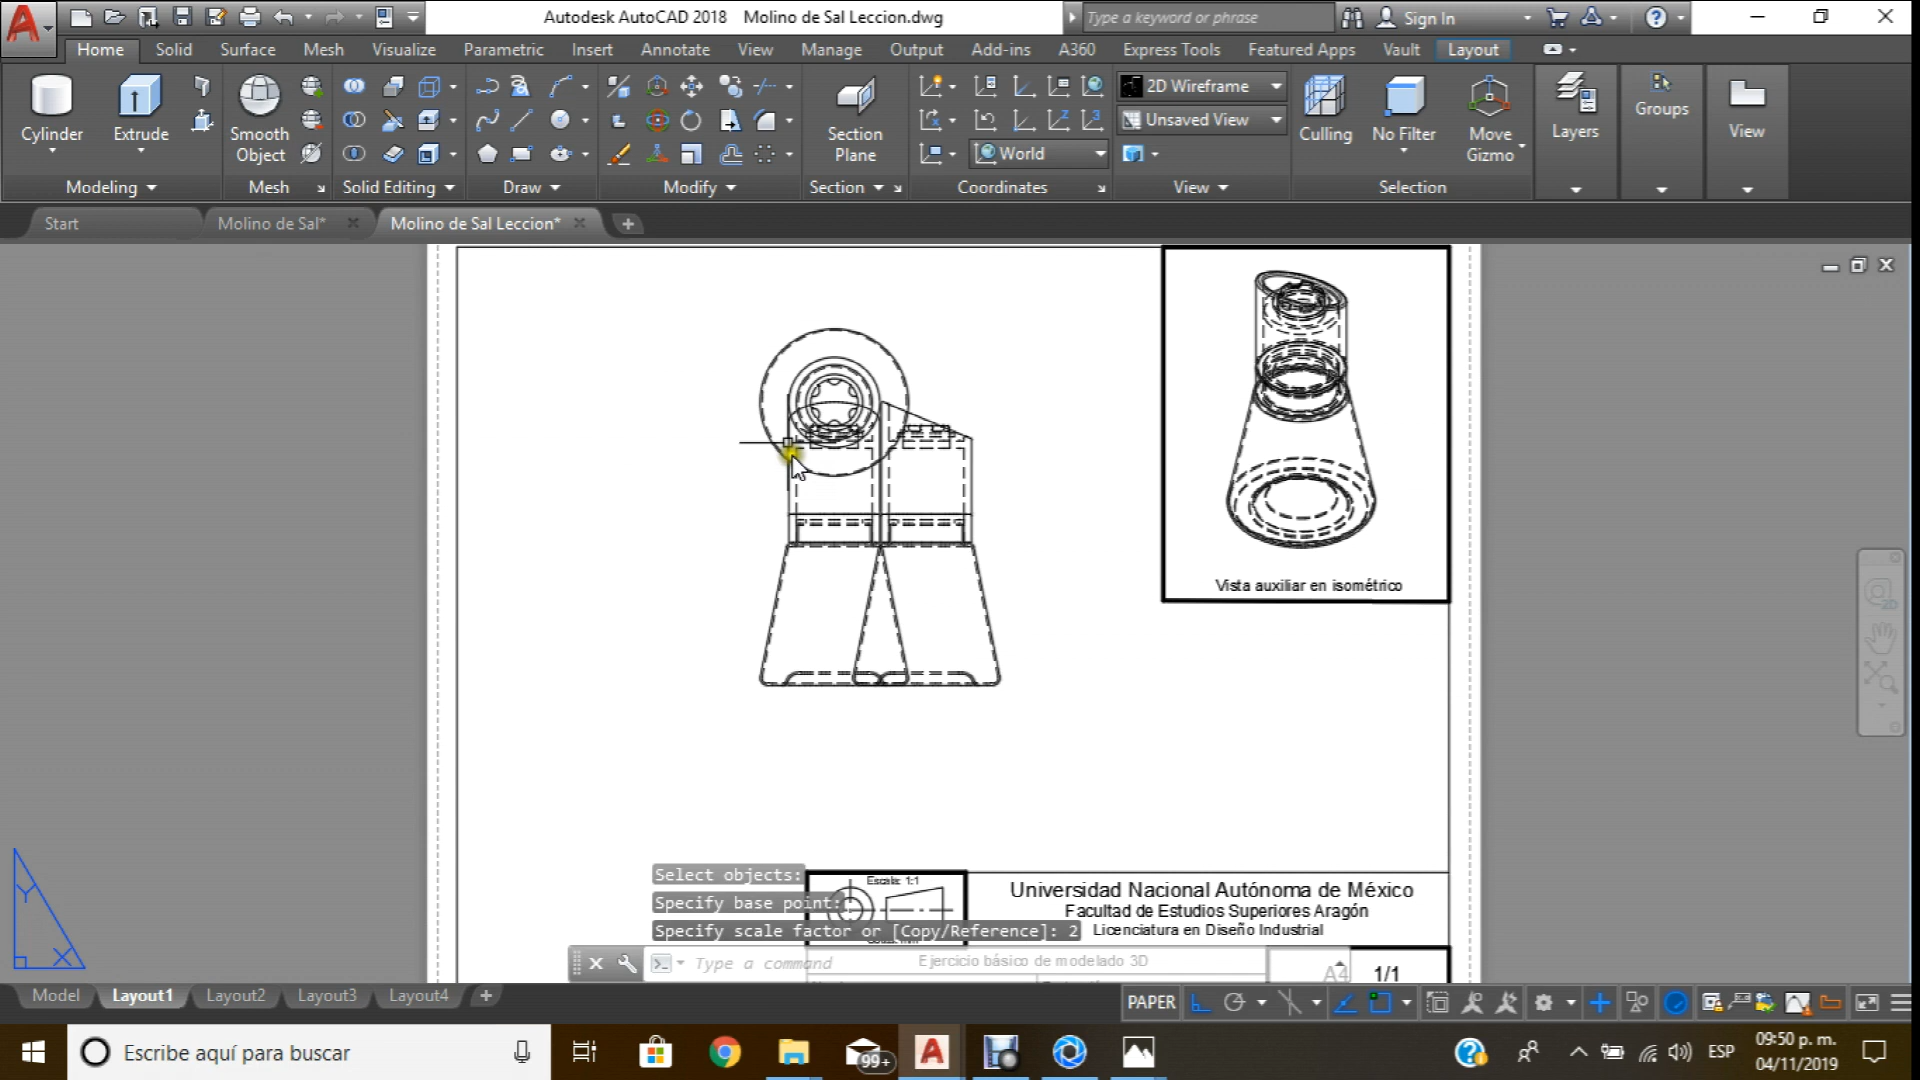 Autodesk AutoCAD 2018 Molino de Sal Leccion.dwg
Type a keyword or phrase
Sign In
Home Solid Surface Mesh Visualize Parametric Insert Annotate View Manage Output Add-ins A360 Express Tools Featured Apps Vault Layout
Cylinder
Extrude
Smooth
Object
Section
Plane
2D Wireframe
Unsaved View
World
Culling
No Filter
Move
Gizmo
Layers
Groups
View
Modeling
Mesh
Solid Editing
Draw
Modify
Section
Coordinates
View
Selection
Start
Molino de Sal*
Molino de Sal Leccion*
Vista auxiliar en isométrico
Select objects:
Specify base point:
Specify scale factor or [Copy/Reference]: 2
Escala: 1:1
Universidad Nacional Autónoma de México
Facultad de Estudios Superiores Aragón
Licenciatura en Diseño Industrial
Type a command
Ejercicio básico de modelado 3D
A4
1/1
Y
X
2D
Model Layout1 Layout2 Layout3 Layout4
PAPER
Escribe aquí para buscar
99+
ESP
09:50 p. m.
04/11/2019